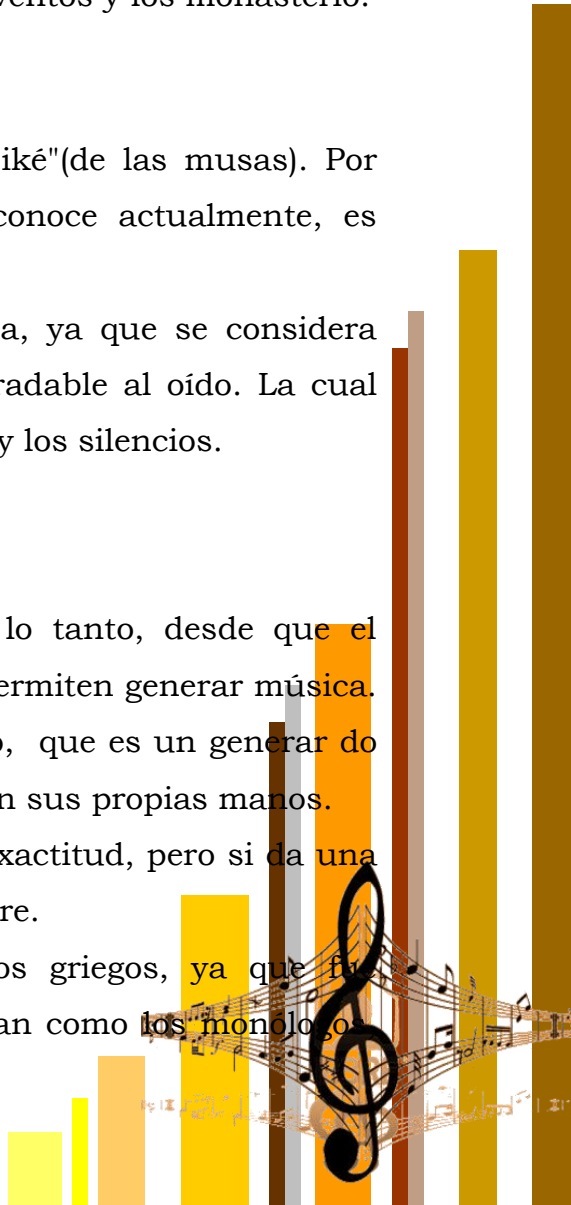 ventos y los monasterio.
iké"(de las musas). Por
conoce actualmente, es
a, ya que se considera
radable al oído. La cual
y los silencios.
lo tanto, desde que el
ermiten generar música.
o, que es un generar do
n sus propias manos.
xactitud, pero si da una
re.
os griegos, ya que fue
an como los monólogos,